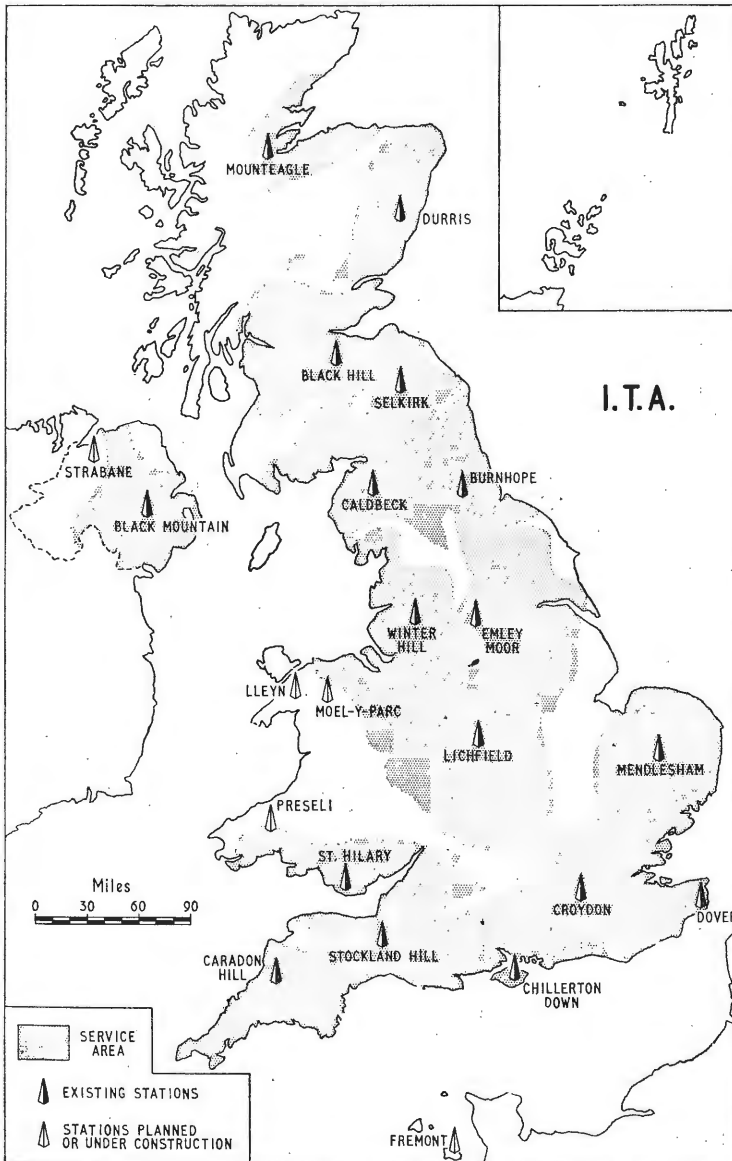 MOUNTEAGLE
DURRIS
BLACK HILL
SELKIRK
I.T.A.
STRABANE
BLACK MOUNTAIN
CALDBECK
BURNHOPE
WINTER
HILL
EMLEY
MOOR
LLEYN
MOEL-Y-PARC
LICHFIELD
MENDLESHAM
PRESELI
ST. HILARY
Miles
0 30 60 90
CROYDON
DOVER
CARADON
HILL
STOCKLAND HILL
CHILLERTON
DOWN
SERVICE
AREA
EXISTING STATIONS
STATIONS PLANNED
OR UNDER CONSTRUCTION
FREMONT